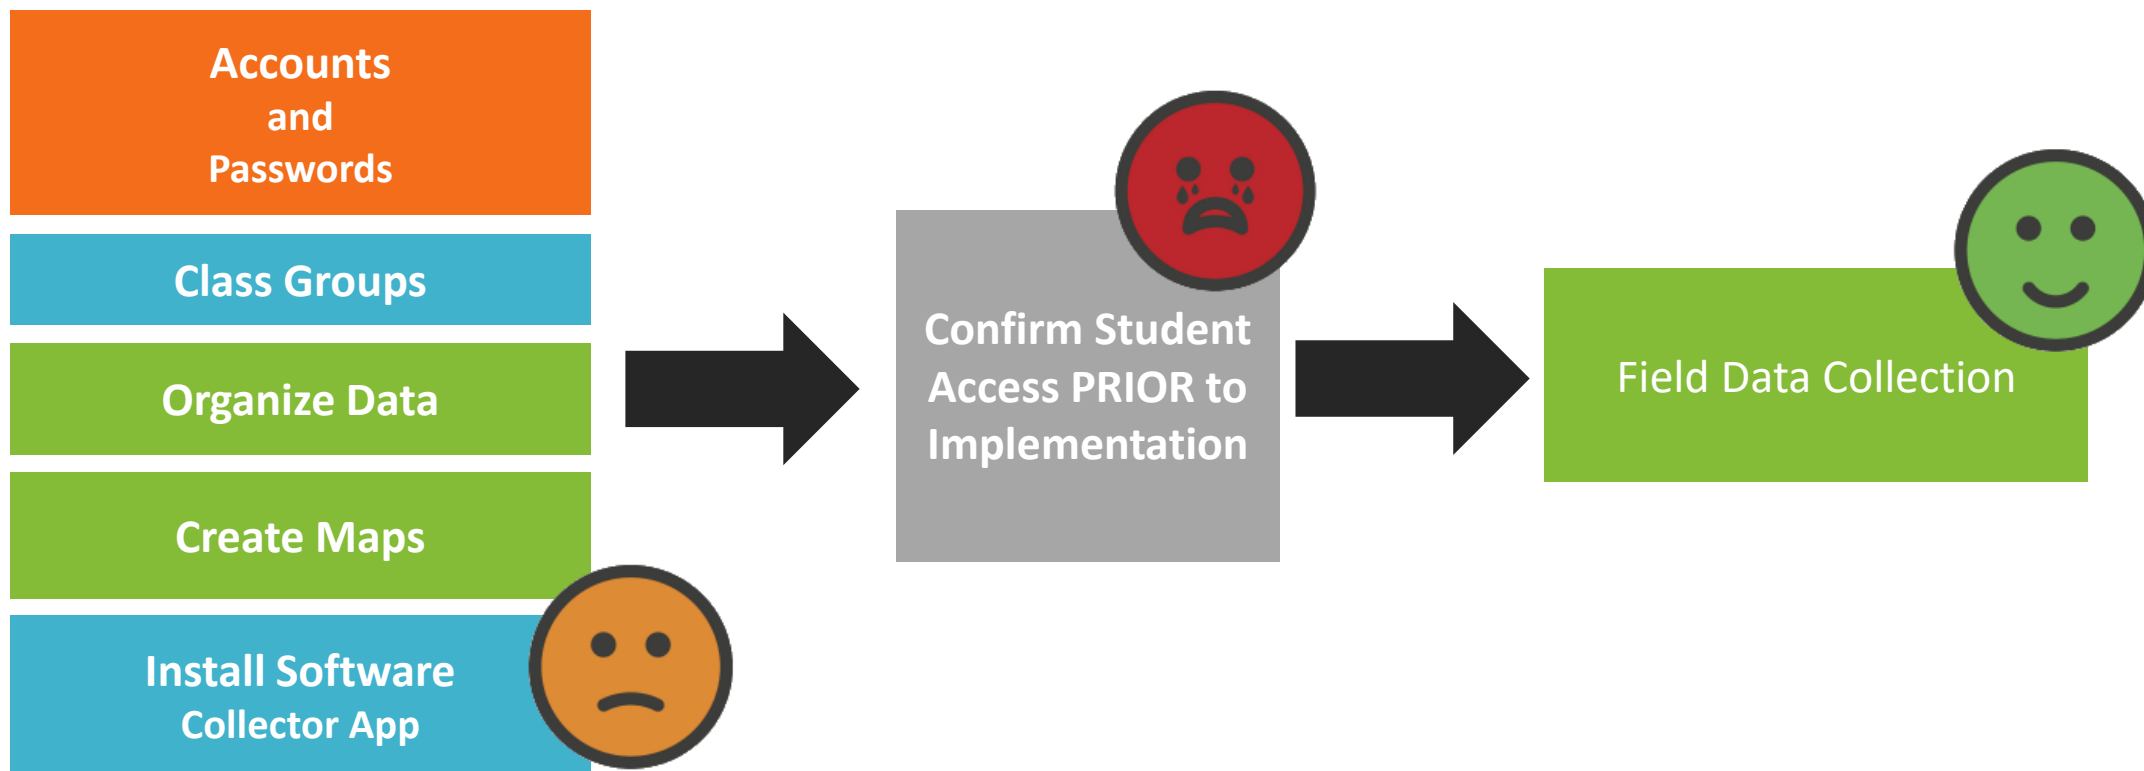 Accounts
and
Passwords
Class Groups
Organize Data
Create Maps
Install Software
Collector App
Confirm Student
Access PRIOR to
Implementation
Field Data Collection